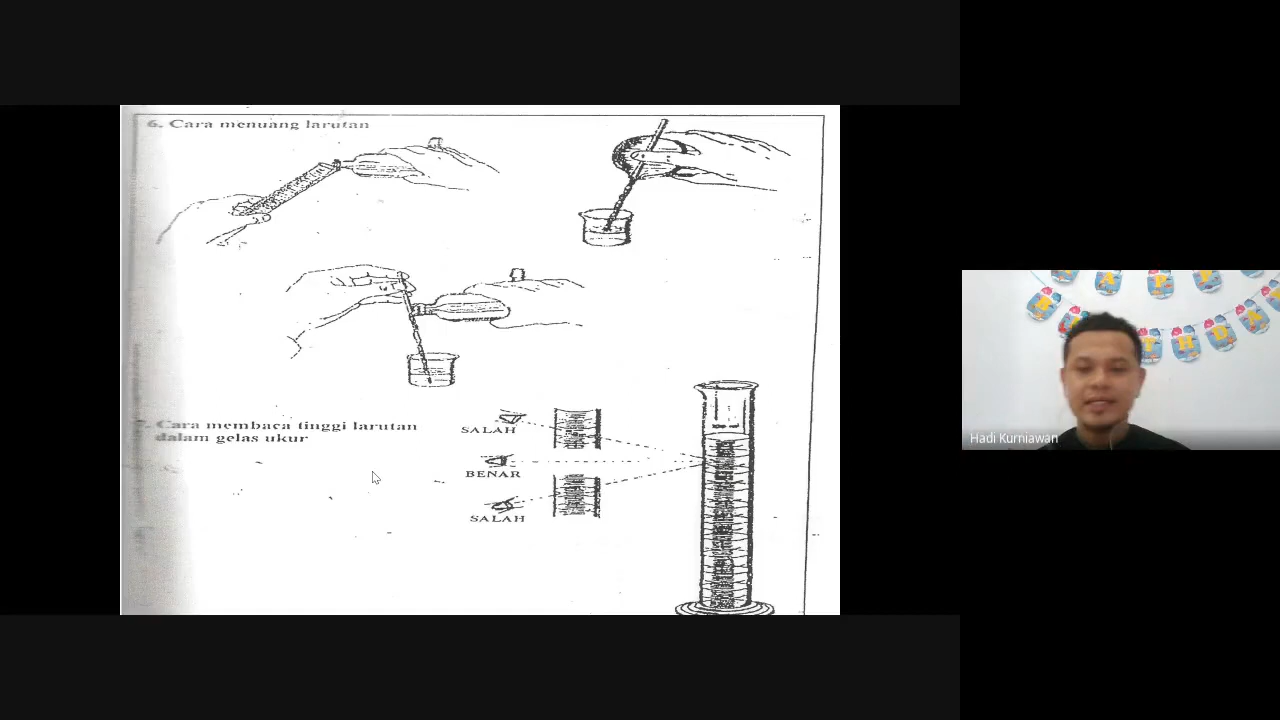 6. Cara menuang larutan
7. Cara membaca tinggi larutan
dalam gelas ukur
SALAH
BENAR
SALAH
Hadi Kurniawan